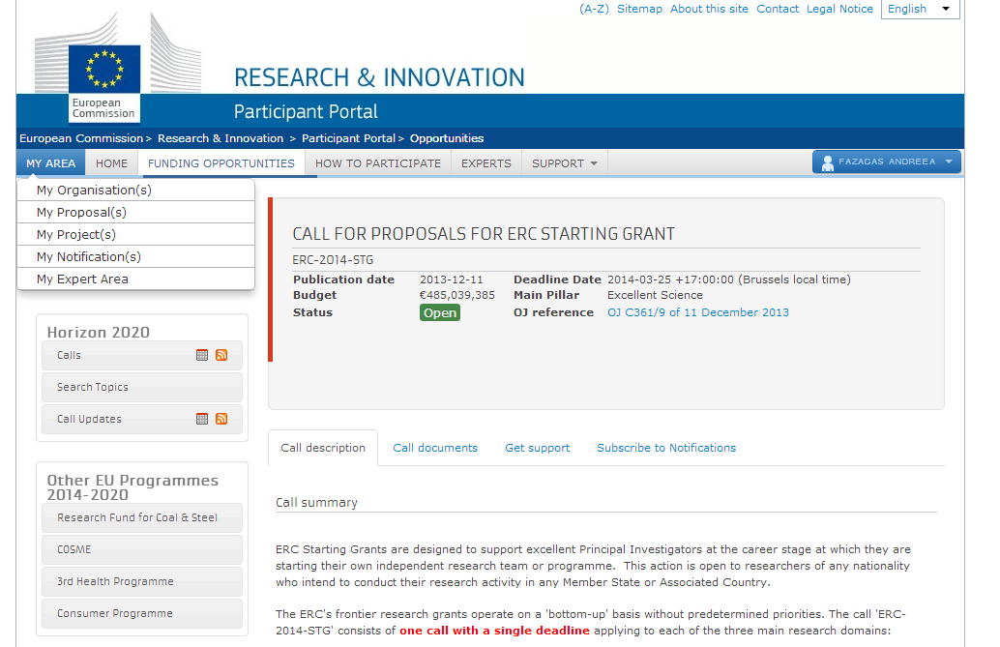 (A-Z) Sitemap About this site Contact Legal Notice English
European
Commission
RESEARCH & INNOVATION
Participant Portal
European Commission > Research & Innovation > Participant Portal > Opportunities
MY AREA HOME FUNDING OPPORTUNITIES HOW TO PARTICIPATE EXPERTS SUPPORT FAZAGAS ANDREEA
My Organisation(s)
My Proposal(s)
My Project(s)
My Notification(s)
My Expert Area
CALL FOR PROPOSALS FOR ERC STARTING GRANT
ERC-2014-STG
Publication date 2013-12-11 Deadline Date 2014-03-25 +17:00:00 (Brussels local time)
Budget €485,039,385 Main Pillar Excellent Science
Status Open OJ reference OJ C361/9 of 11 December 2013
Horizon 2020
Calls
Search Topics
Call Updates
Other EU Programmes
2014-2020
Research Fund for Coal & Steel
COSME
3rd Health Programme
Consumer Programme
Call description Call documents Get support Subscribe to Notifications
Call summary
ERC Starting Grants are designed to support excellent Principal Investigators at the career stage at which they are
starting their own independent research team or programme. This action is open to researchers of any nationality
who intend to conduct their research activity in any Member State or Associated Country.
The ERC's frontier research grants operate on a 'bottom-up' basis without predetermined priorities. The call 'ERC-
2014-STG' consists of one call with a single deadline applying to each of the three main research domains: